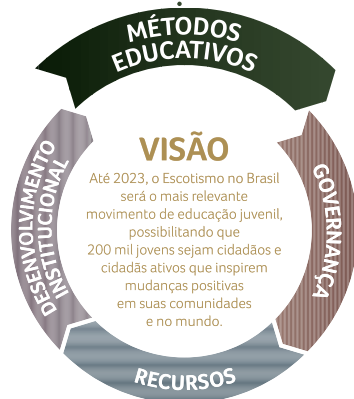 MÉTODOS
EDUCATIVOS
DESENVOLVIMENTO
INSTITUCIONAL
GOVERNANÇA
VISÃO
Até 2023, o Escotismo no Brasil
será o mais relevante
movimento de educação juvenil,
possibilitando que
200 mil jovens sejam cidadãos e
cidadãs ativos que inspirem
mudanças positivas
em suas comunidades
e no mundo.
RECURSOS